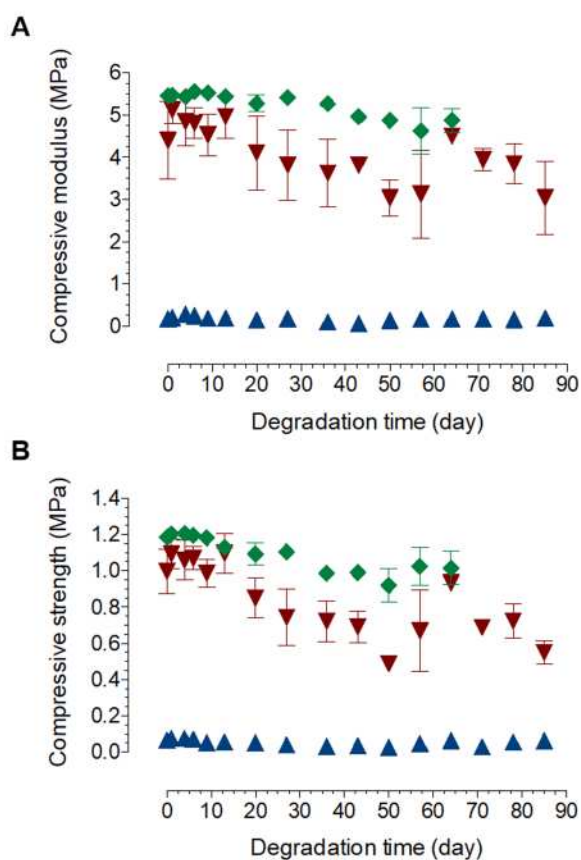 A
Compressive modulus (MPa)
6
5
4
3
2
1
0
0 10 20 30 40 50 60 70 80 90
Degradation time (day)
B
Compressive strength (MPa)
1.4
1.2
1.0
0.8
0.6
0.4
0.2
0.0
0 10 20 30 40 50 60 70 80 90
Degradation time (day)